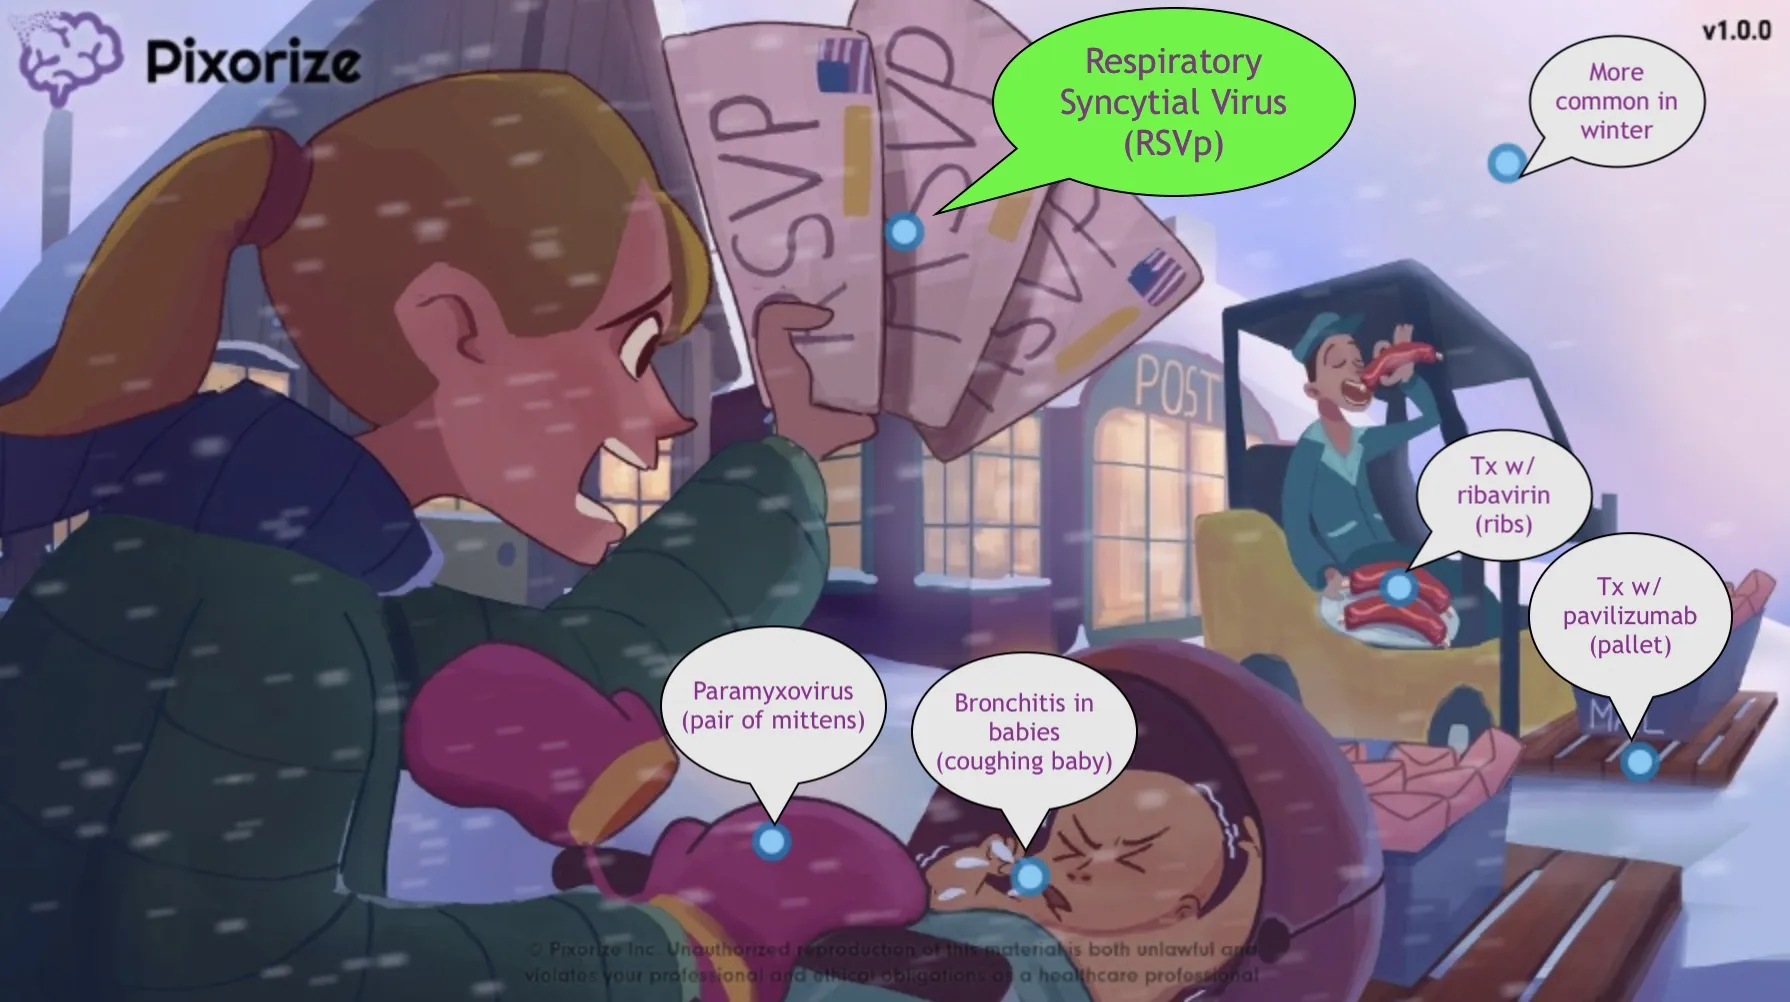 Pixorize
v1.0.0
RSVP
RSVP
RSVP
Respiratory
Syncytial Virus
(RSVp)
More
common in
winter
POST
Tx w/
ribavirin
(ribs)
Tx w/
pavilizumab
(pallet)
MAIL
Paramyxovirus
(pair of mittens)
Bronchitis in
babies
(coughing baby)
© Pixorize Inc. Unauthorized reproduction of this material is both unlawful and
violates your professional and ethical obligations as a healthcare professional